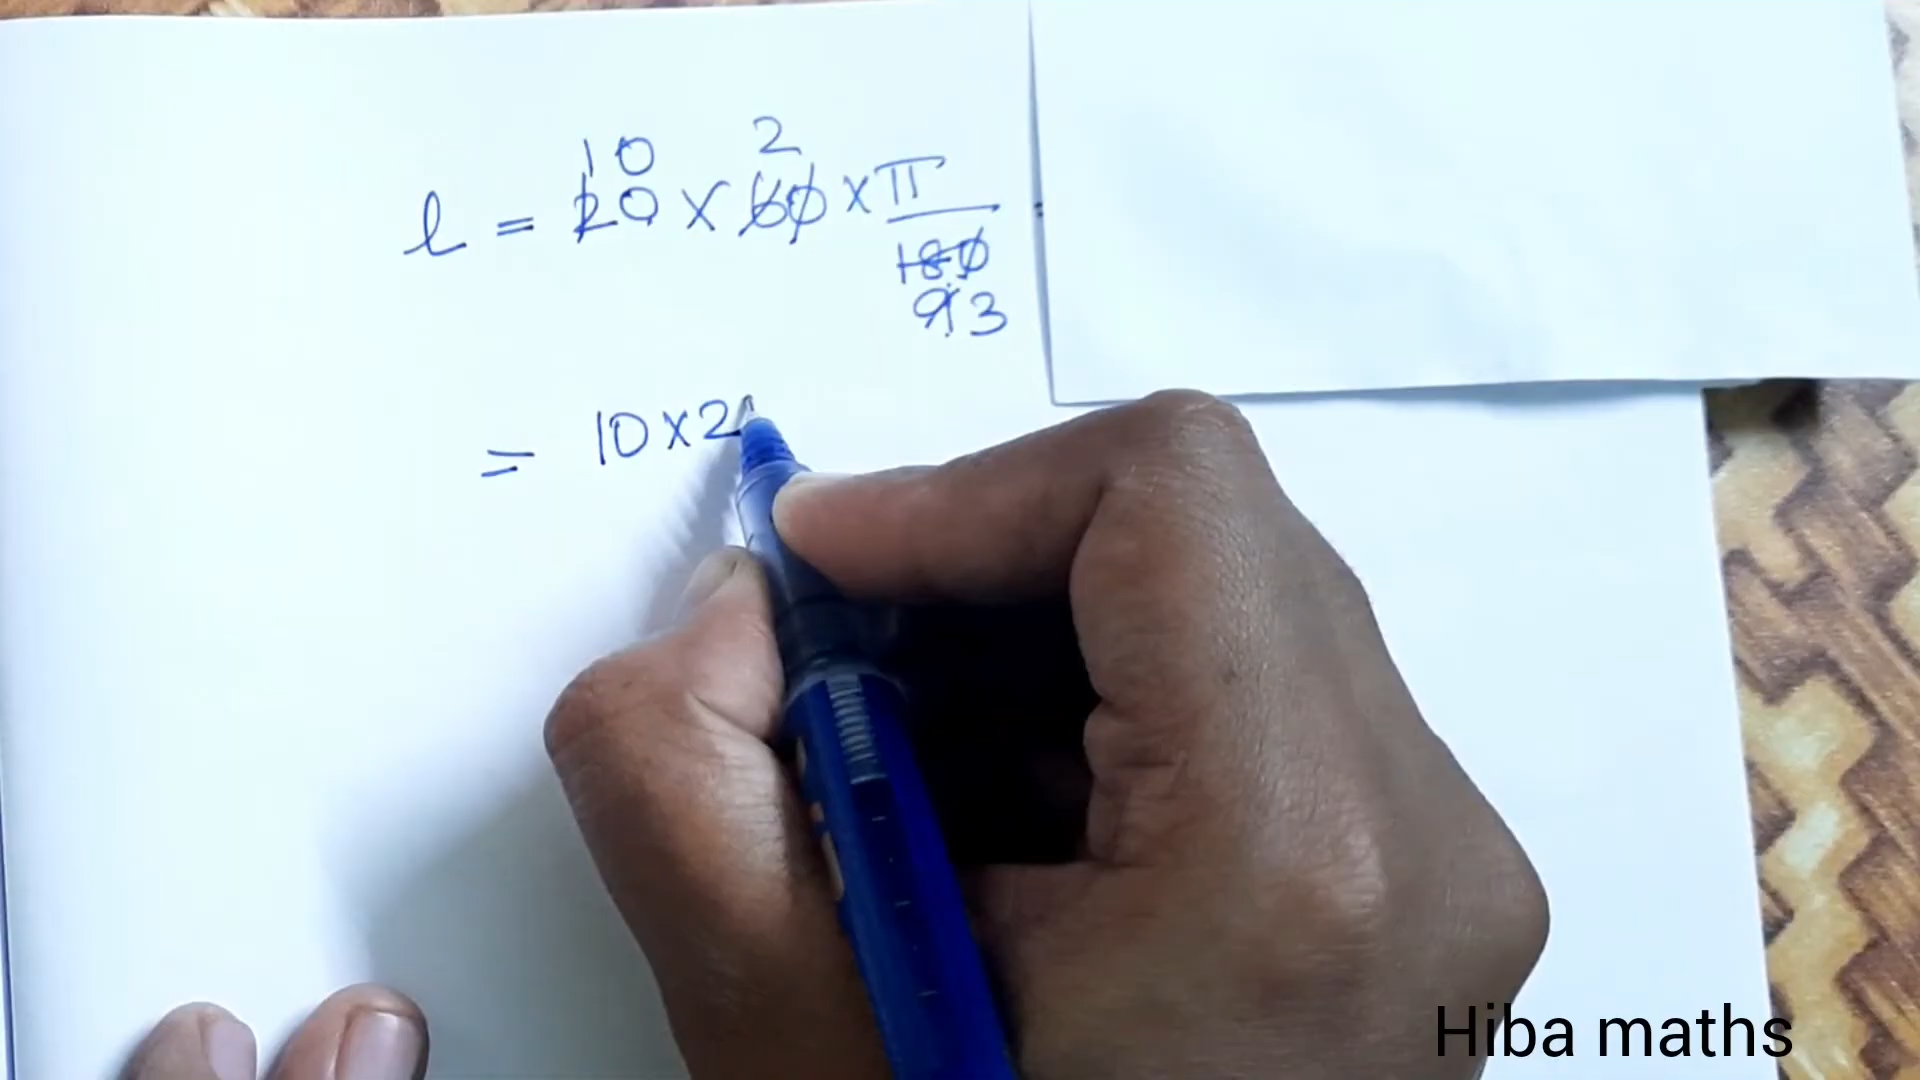 10 2
l = 20 × 60 × π
180
9 3
= 10×2
Hiba maths